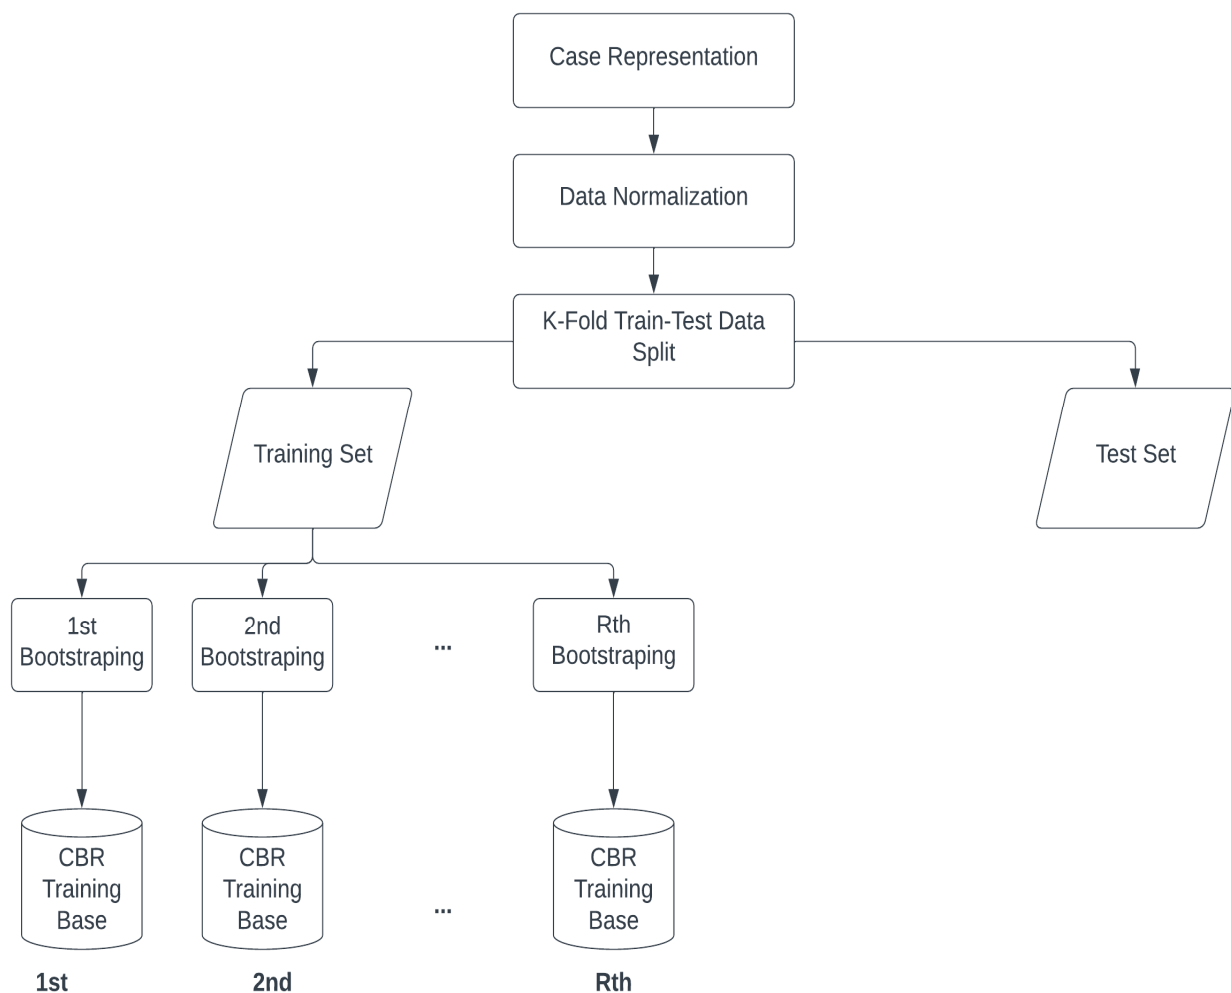 Case Representation
Data Normalization
K-Fold Train-Test Data
Split
Training Set
Test Set
1st
Bootstraping
2nd
Bootstraping
...
Rth
Bootstraping
CBR
Training
Base
CBR
Training
Base
...
CBR
Training
Base
1st
2nd
Rth